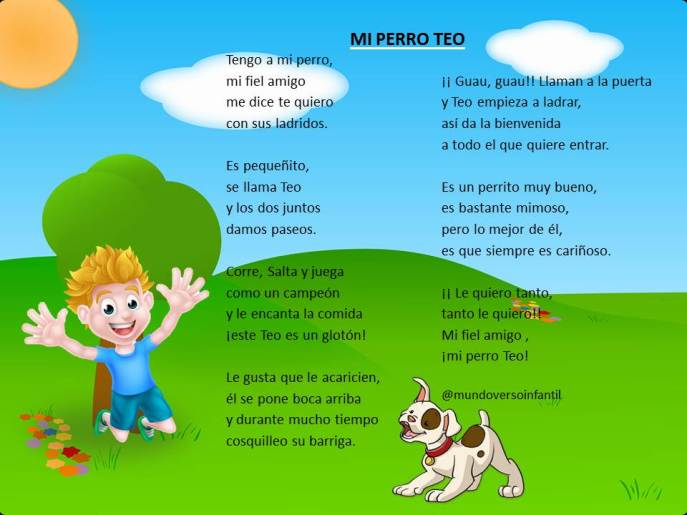 MI PERRO TEO
Tengo a mi perro,
mi fiel amigo
me dice te quiero
con sus ladridos.
Es pequeñito,
se llama Teo
y los dos juntos
damos paseos.
Corre, Salta y juega
como un campeón
y le encanta la comida
¡este Teo es un glotón!
Le gusta que le acaricien,
él se pone boca arriba
y durante mucho tiempo
cosquilleo su barriga.
¡¡ Guau, guau!! Llaman a la puerta
y Teo empieza a ladrar,
así da la bienvenida
a todo el que quiere entrar.
Es un perrito muy bueno,
es bastante mimoso,
pero lo mejor de él,
es que siempre es cariñoso.
¡¡ Le quiero tanto,
tanto le quiero!!
Mi fiel amigo ,
¡mi perro Teo!
@mundoversoinfantil